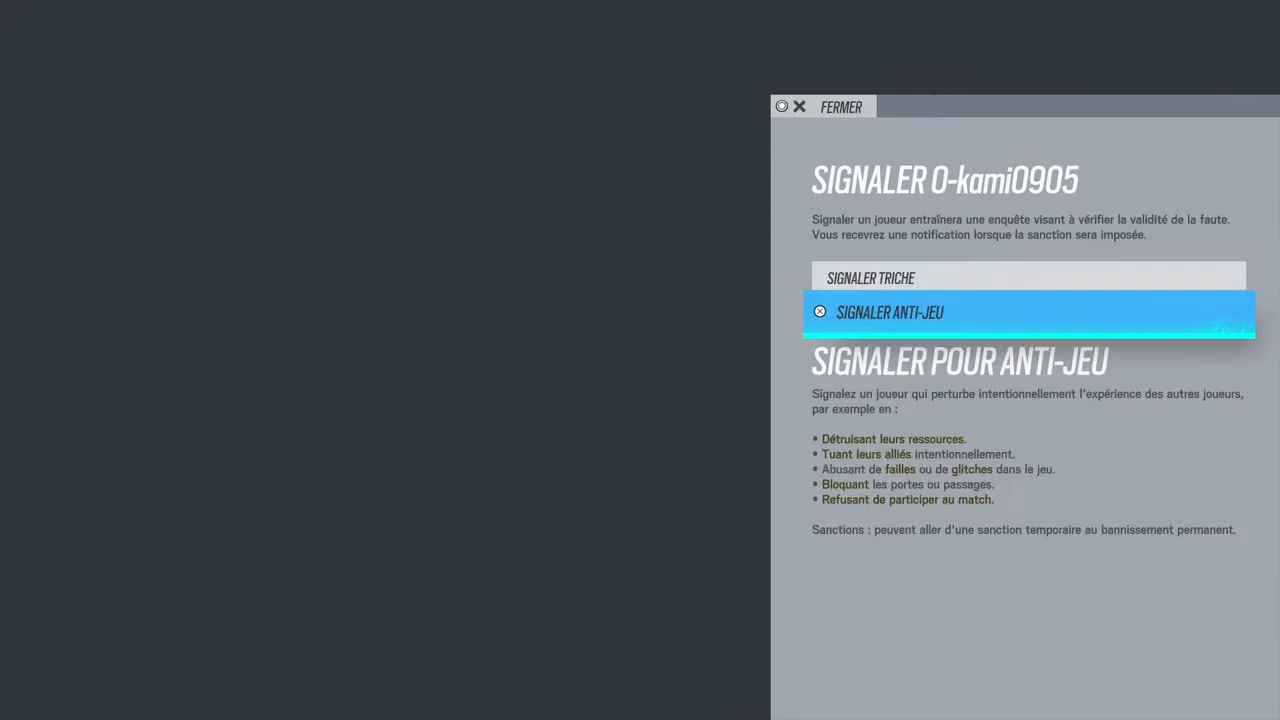 FERMER
SIGNALER O-kami0905
Signaler un joueur entraînera une enquête visant à vérifier la validité de la faute.
Vous recevrez une notification lorsque la sanction sera imposée.
SIGNALER TRICHE
SIGNALER ANTI-JEU
SIGNALER POUR ANTI-JEU
Signalez un joueur qui perturbe intentionnellement l'expérience des autres joueurs,
par exemple en :
• Détruisant leurs ressources.
• Tuant leurs alliés intentionnellement.
• Abusant de failles ou de glitches dans le jeu.
• Bloquant les portes ou passages.
• Refusant de participer au match.
Sanctions : peuvent aller d'une sanction temporaire au bannissement permanent.